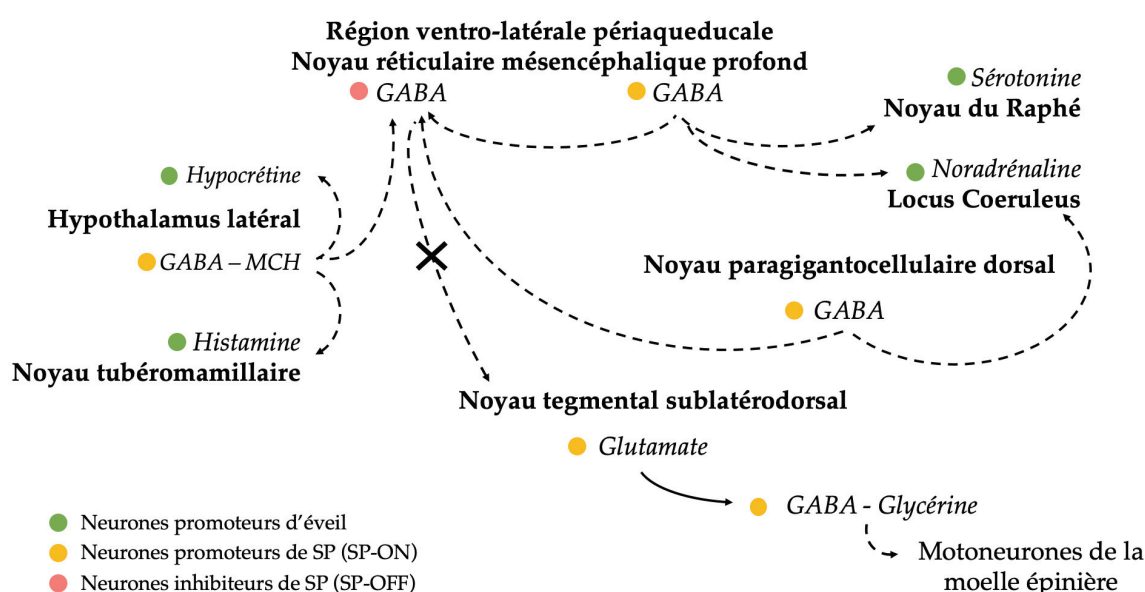 Région ventro-latérale périaqueducale
Noyau réticulaire mésencéphalique profond
GABA
GABA
Sérotonine
Noyau du Raphé
Noradrénaline
Locus Coeruleus
Hypocrétine
Hypothalamus latéral
GABA – MCH
Histamine
Noyau tubéromamillaire
Noyau paragigantocellulaire dorsal
GABA
Noyau tegmental sublatérodorsal
Glutamate
GABA - Glycérine
Motoneurones de la
moelle épinière
Neurones promoteurs d'éveil
Neurones promoteurs de SP (SP-ON)
Neurones inhibiteurs de SP (SP-OFF)